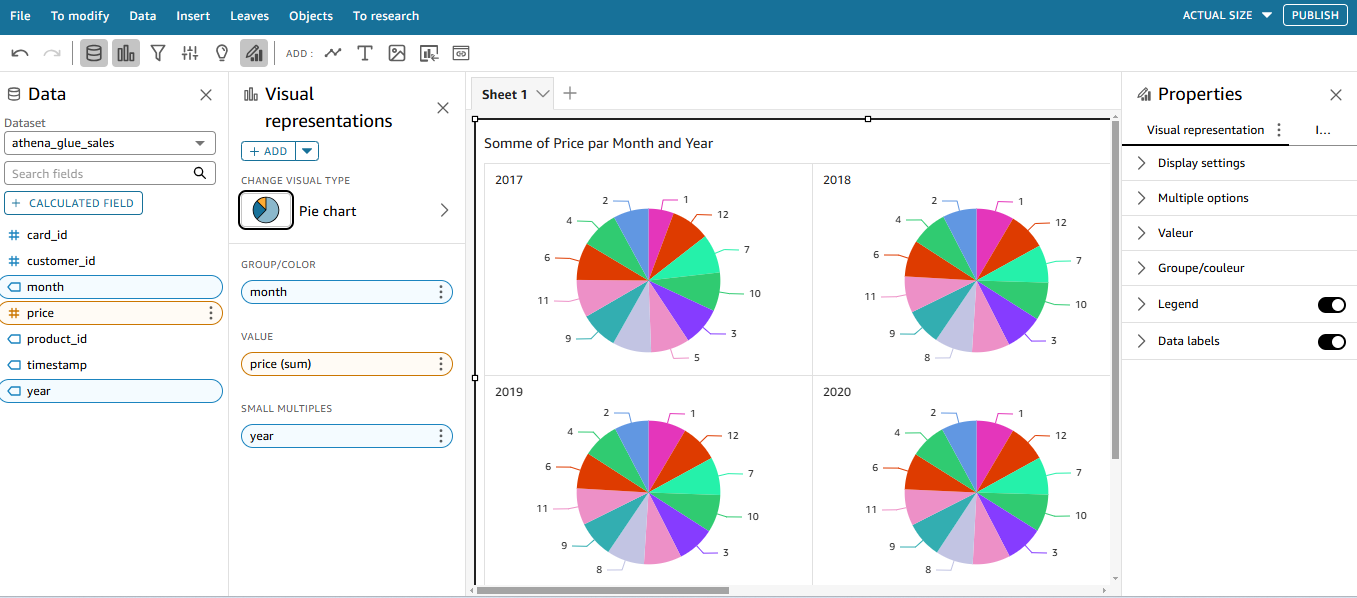 File To modify Data Insert Leaves Objects To research ACTUAL SIZE PUBLISH
ADD :
Data
Dataset
athena_glue_sales
Search fields
+ CALCULATED FIELD
card_id
customer_id
month
price
product_id
timestamp
year
Visual
representations
+ ADD
CHANGE VISUAL TYPE
Pie chart
GROUP/COLOR
month
VALUE
price (sum)
SMALL MULTIPLES
year
Sheet 1
Somme of Price par Month and Year
2017
2 1
4 12
6 7
11 10
9 3
5
2018
2 1
4 12
6 7
11 10
9 3
8
2019
2 1
4 12
6 7
11 10
9 3
8
2020
2 1
4 12
6 7
11 10
9 3
8
Properties
Visual representation I...
Display settings
Multiple options
Valeur
Groupe/couleur
Legend
Data labels